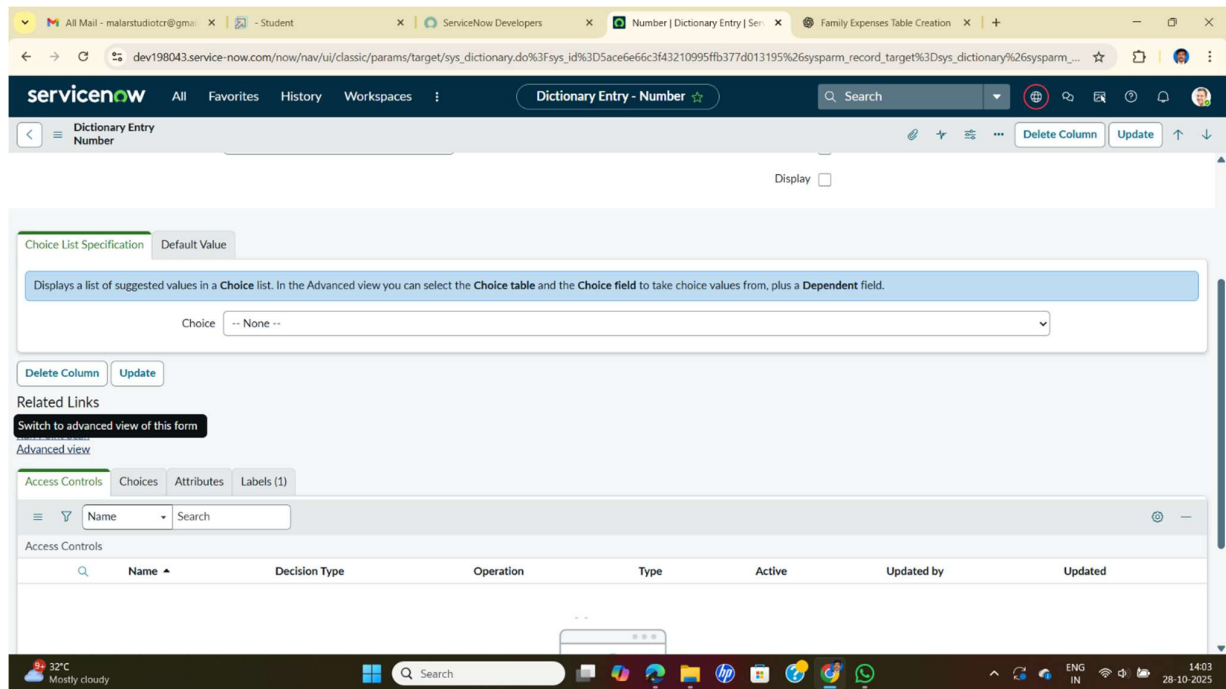 All Mail - malarstudiotcr@gmai
- Student
ServiceNow Developers
Number | Dictionary Entry | Ser
Family Expenses Table Creation
dev198043.service-now.com/now/nav/ui/classic/params/target/sys_dictionary.do%3Fsys_id%3D5ace6e66c3f43210995ffb377d013195%26sysparm_record_target%3Dsys_dictionary%26sysparm_...
servicenow All Favorites History Workspaces Dictionary Entry - Number Search
Dictionary Entry
Number
Delete Column Update
Display
Choice List Specification Default Value
Displays a list of suggested values in a Choice list. In the Advanced view you can select the Choice table and the Choice field to take choice values from, plus a Dependent field.
Choice -- None --
Delete Column Update
Related Links
Switch to advanced view of this form
Advanced view
Access Controls Choices Attributes Labels (1)
Name Search
Access Controls
Name Decision Type Operation Type Active Updated by Updated
9+ 32°C
Mostly cloudy
Search
ENG
IN
14:03
28-10-2025